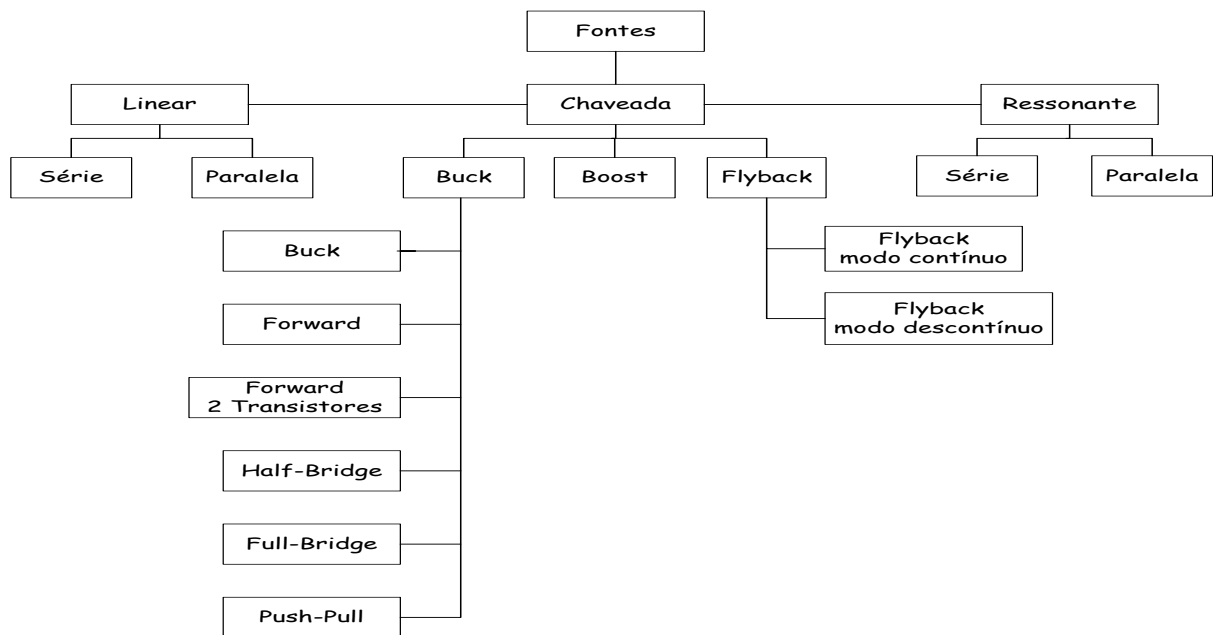 Fontes
Linear
Chaveada
Ressonante
Série
Paralela
Buck
Boost
Flyback
Série
Paralela
Buck
Flyback
modo contínuo
Forward
Flyback
modo descontínuo
Forward
2 Transistores
Half-Bridge
Full-Bridge
Push-Pull